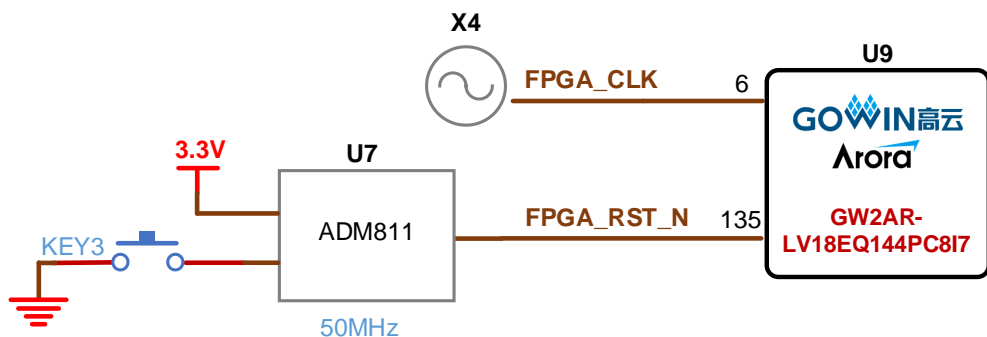 X4
U9
FPGA_CLK
6
GOWIN高云
Arora
3.3V
U7
ADM811
FPGA_RST_N
135
GW2AR-
LV18EQ144PC8I7
KEY3
50MHz